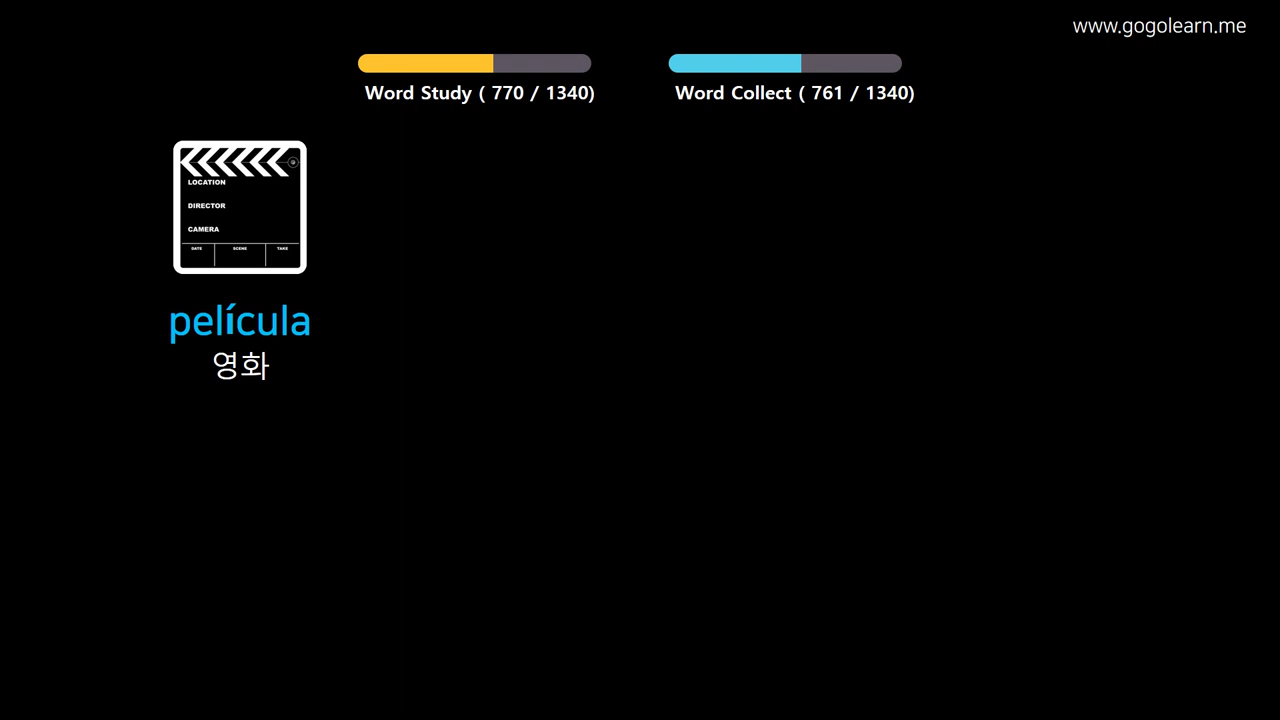 www.gogolearn.me
Word Study ( 770 / 1340)
Word Collect ( 761 / 1340)
LOCATION
DIRECTOR
CAMERA
DATE SCENE TAKE
película
영화